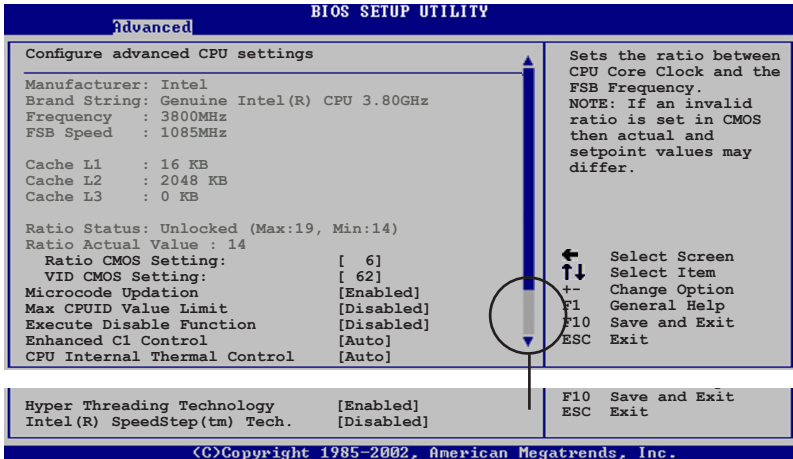 BIOS SETUP UTILITY
Advanced
Configure advanced CPU settings
Manufacturer: Intel
Brand String: Genuine Intel(R) CPU 3.80GHz
Frequency : 3800MHz
FSB Speed : 1085MHz
Cache L1 : 16 KB
Cache L2 : 2048 KB
Cache L3 : 0 KB
Ratio Status: Unlocked (Max:19, Min:14)
Ratio Actual Value : 14
Ratio CMOS Setting: [ 6]
VID CMOS Setting: [ 62]
Microcode Updation [Enabled]
Max CPUID Value Limit [Disabled]
Execute Disable Function [Disabled]
Enhanced C1 Control [Auto]
CPU Internal Thermal Control [Auto]
Sets the ratio between
CPU Core Clock and the
FSB Frequency.
NOTE: If an invalid
ratio is set in CMOS
then actual and
setpoint values may
differ.
Select Screen
Select Item
+- Change Option
F1 General Help
F10 Save and Exit
ESC Exit
Hyper Threading Technology [Enabled]
Intel(R) SpeedStep(tm) Tech. [Disabled]
F10 Save and Exit
ESC Exit
(C)Copyright 1985-2002, American Megatrends, Inc.